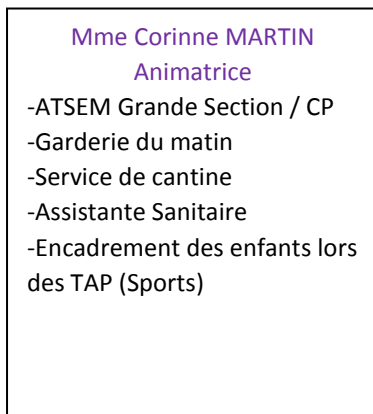 Mme Corinne MARTIN
Animatrice
-ATSEM Grande Section / CP
-Garderie du matin
-Service de cantine
-Assistante Sanitaire
-Encadrement des enfants lors
des TAP (Sports)